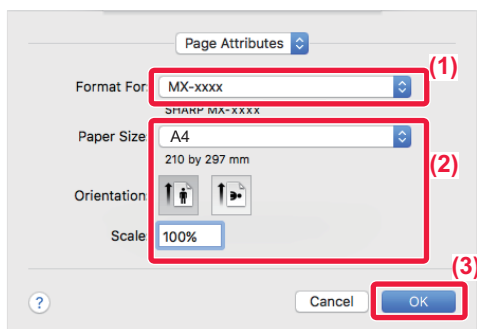 Page Attributes
(1)
Format For: MX-xxxx
SHARP MX-xxxx
Paper Size: A4
210 by 297 mm
(2)
Orientation:
Scale: 100%
(3)
? Cancel OK